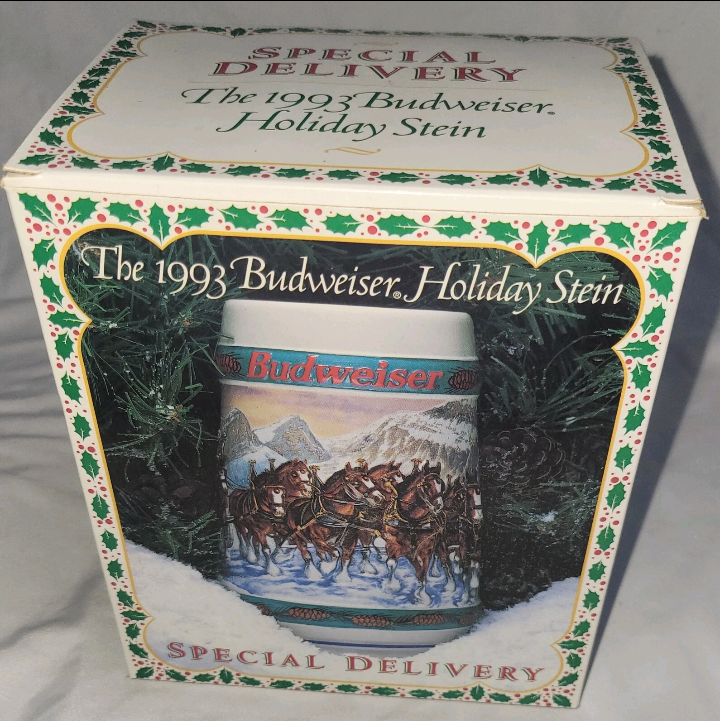 SPECIAL
DELIVERY
The 1993 Budweiser®
Holiday Stein
The 1993 Budweiser® Holiday Stein
Budweiser
SPECIAL DELIVERY